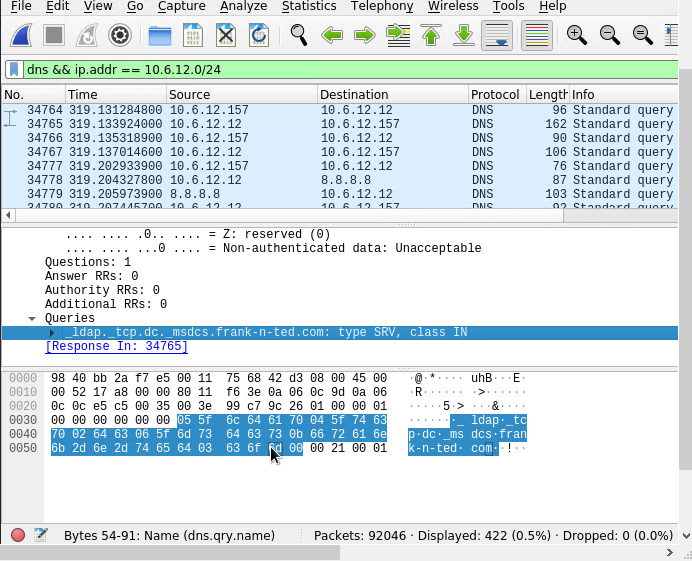 File Edit View Go Capture Analyze Statistics Telephony Wireless Tools Help
dns && ip.addr == 10.6.12.0/24
No. Time Source Destination Protocol Length Info
34764 319.131284800 10.6.12.157 10.6.12.12 DNS 96 Standard query
34765 319.133924000 10.6.12.12 10.6.12.157 DNS 162 Standard query
34766 319.135318900 10.6.12.157 10.6.12.12 DNS 90 Standard query
34767 319.137014600 10.6.12.12 10.6.12.157 DNS 106 Standard query
34777 319.202933900 10.6.12.157 10.6.12.12 DNS 76 Standard query
34778 319.204327800 10.6.12.12 8.8.8.8 DNS 87 Standard query
34779 319.205973900 8.8.8.8 10.6.12.12 DNS 103 Standard query
34780 319.207445700 10.6.12.12 10.6.12.157 DNS 92 Standard query
.... .... .0.. .... = Z: reserved (0)
.... .... ...0 .... = Non-authenticated data: Unacceptable
Questions: 1
Answer RRs: 0
Authority RRs: 0
Additional RRs: 0
Queries
_ldap._tcp.dc._msdcs.frank-n-ted.com: type SRV, class IN
[Response In: 34765]
0000 98 40 bb 2a f7 e5 00 11 75 68 42 d3 08 00 45 00 ·@·*···· uhB···E·
0010 00 52 17 a8 00 00 80 11 f6 3e 0a 06 0c 9d 0a 06 ·R······ ·>······
0020 0c 0c e5 c5 00 35 00 3e 99 c7 9c 26 01 00 00 01 ·····5·> ···&····
0030 00 00 00 00 00 00 05 5f 6c 64 61 70 04 5f 74 63 ·······_ ldap·_tc
0040 70 02 64 63 06 5f 6d 73 64 63 73 0b 66 72 61 6e p·dc·_ms dcs·fran
0050 6b 2d 6e 2d 74 65 64 03 63 6f 6d 00 00 21 00 01 k-n-ted· com··!··
Bytes 54-91: Name (dns.qry.name) Packets: 92046 · Displayed: 422 (0.5%) · Dropped: 0 (0.0%)